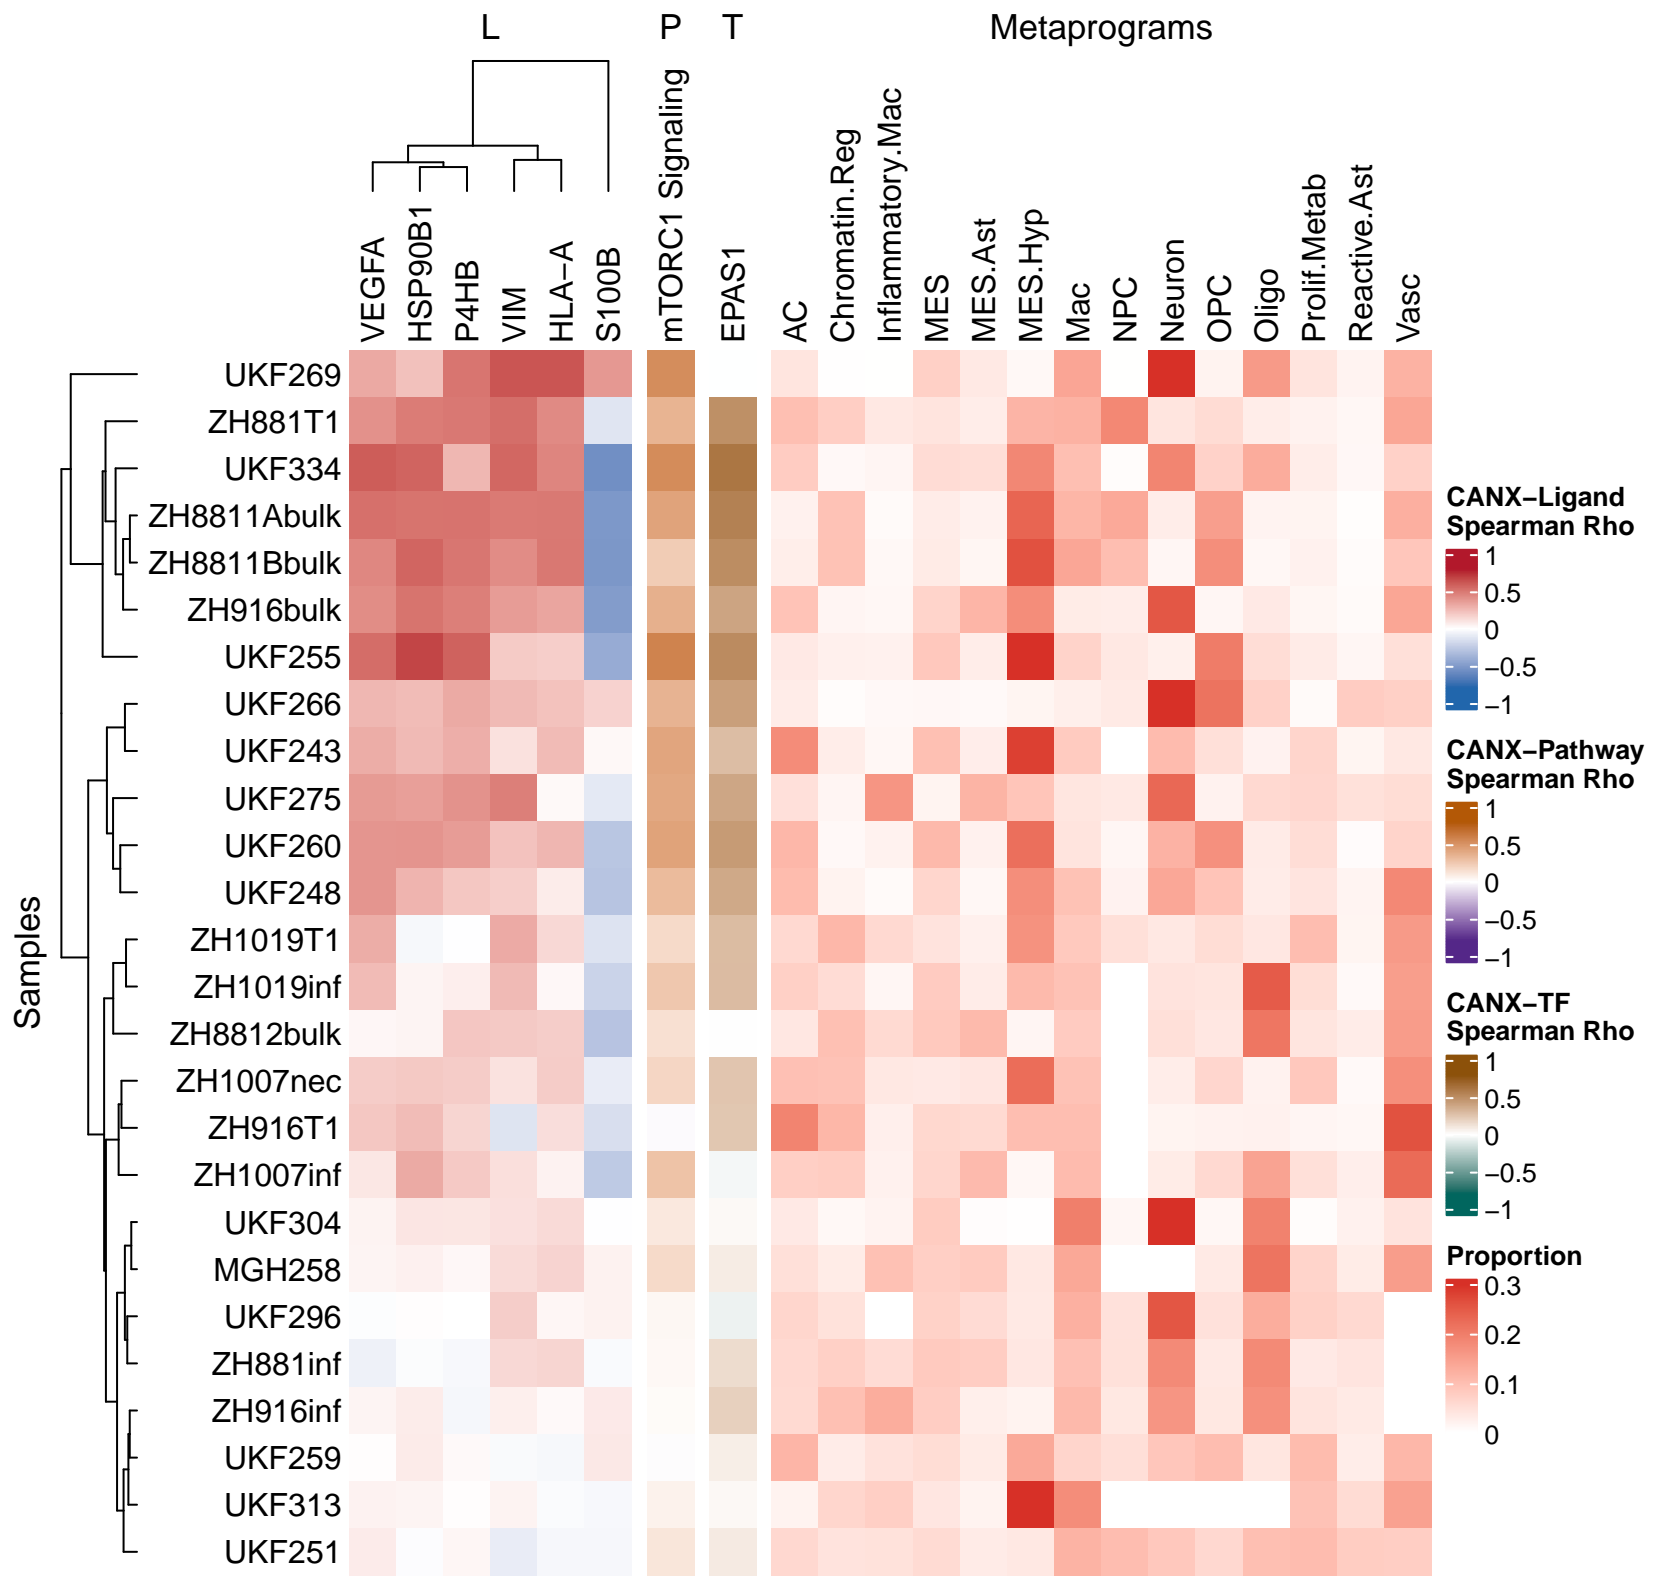 L P T Metaprograms
VEGFA
HSP90B1
P4HB
VIM
HLA−A
S100B
mTORC1 Signaling
EPAS1
AC
Chromatin.Reg
Inflammatory.Mac
MES
MES.Ast
MES.Hyp
Mac
NPC
Neuron
OPC
Oligo
Prolif.Metab
Reactive.Ast
Vasc
Samples
UKF269
ZH881T1
UKF334
ZH8811Abulk
ZH8811Bbulk
ZH916bulk
UKF255
UKF266
UKF243
UKF275
UKF260
UKF248
ZH1019T1
ZH1019inf
ZH8812bulk
ZH1007nec
ZH916T1
ZH1007inf
UKF304
MGH258
UKF296
ZH881inf
ZH916inf
UKF259
UKF313
UKF251
CANX−Ligand
Spearman Rho
1
0.5
0
−0.5
−1
CANX−Pathway
Spearman Rho
1
0.5
0
−0.5
−1
CANX−TF
Spearman Rho
1
0.5
0
−0.5
−1
Proportion
0.3
0.2
0.1
0